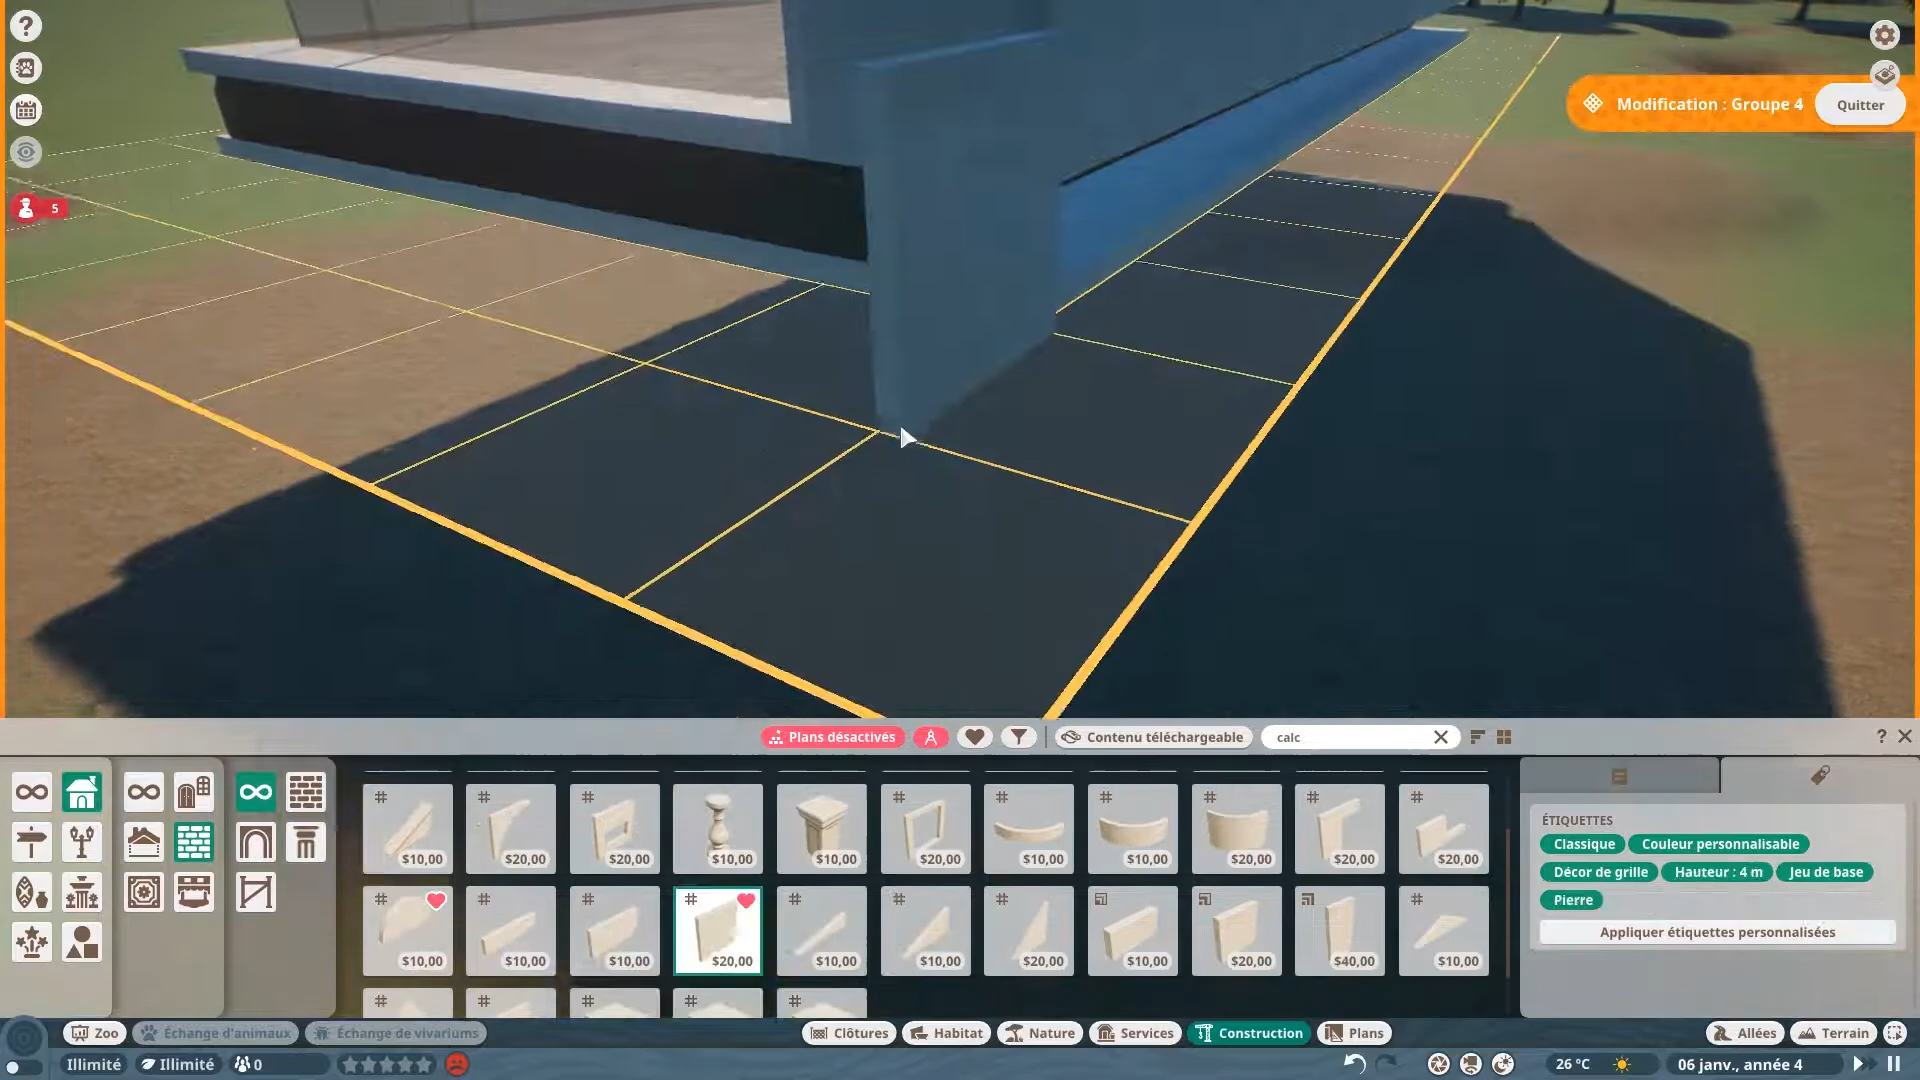 Modification : Groupe 4
Quitter
5
Plans désactivés
Contenu téléchargeable
calc
$10,00
$20,00
$20,00
$10,00
$10,00
$20,00
$10,00
$10,00
$20,00
$20,00
$20,00
$10,00
$10,00
$10,00
$20,00
$10,00
$10,00
$20,00
$10,00
$20,00
$40,00
$10,00
ÉTIQUETTES
Classique
Couleur personnalisable
Décor de grille
Hauteur : 4 m
Jeu de base
Pierre
Appliquer étiquettes personnalisées
Zoo
Échange d'animaux
Échange de vivariums
Clôtures
Habitat
Nature
Services
Construction
Plans
Allées
Terrain
Illimité
Illimité
0
26 °C
06 janv., année 4